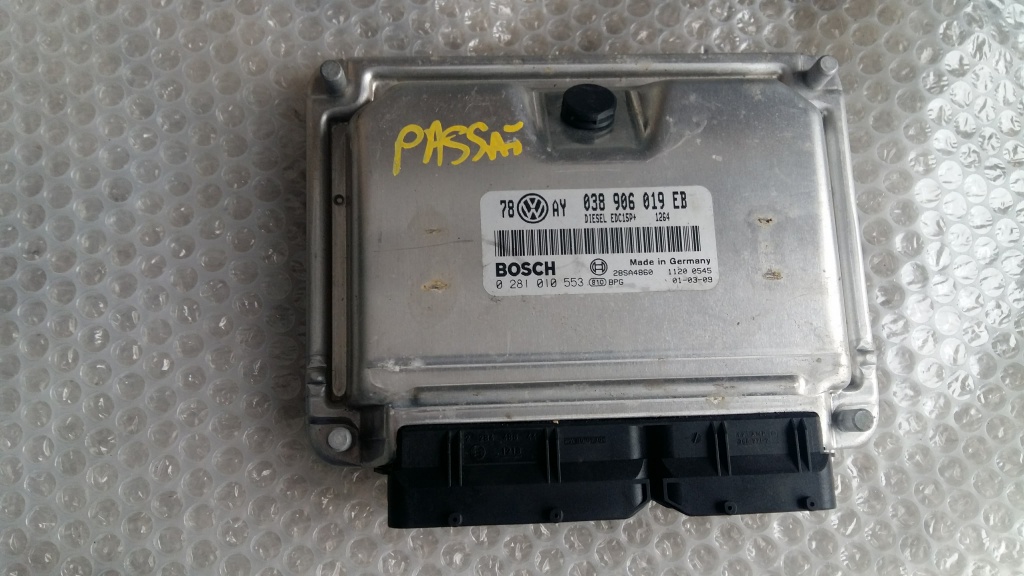 PASSAT
78 VW AY 038 906 019 EB
DIESEL EDC15P+ 1264
BOSCH Made in Germany
28SA4860 1120 0545
0 281 010 553 BPG 01-03-09